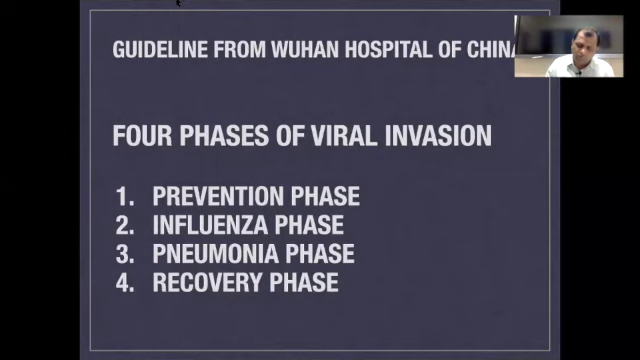 GUIDELINE FROM WUHAN HOSPITAL OF CHINA
FOUR PHASES OF VIRAL INVASION
1. PREVENTION PHASE
2. INFLUENZA PHASE
3. PNEUMONIA PHASE
4. RECOVERY PHASE